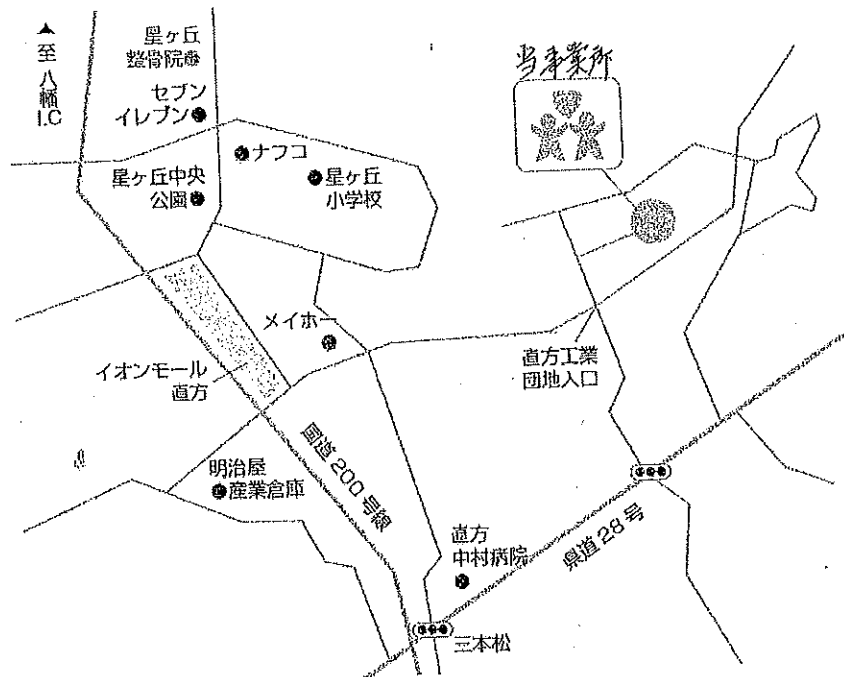 ▲至 八幡 I.C
星ヶ丘
整骨院
セブン
イレブン
ナフコ
星ヶ丘
小学校
星ヶ丘中央
公園
当事業所
メイホー
イオンモール
直方
直方工業
団地入口
明治屋
産業倉庫
国道200号線
直方
中村病院
県道28号
三本松